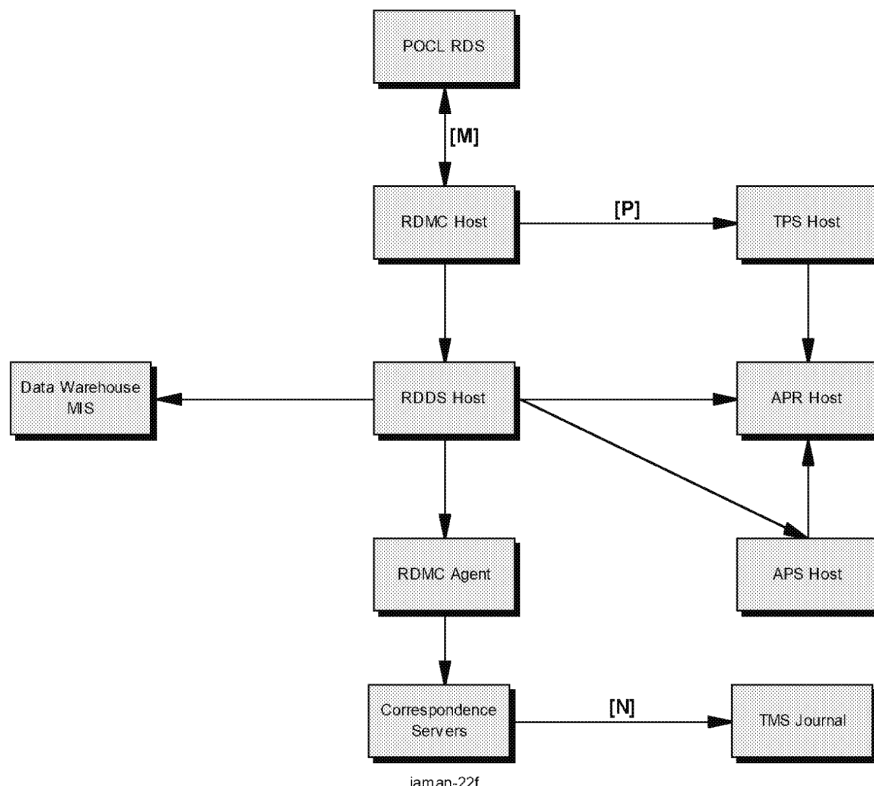 POCL RDS
[M]
RDMC Host
[P]
TPS Host
Data Warehouse
MIS
RDDS Host
APR Host
RDMC Agent
APS Host
Correspondence
Servers
[N]
TMS Journal
iaman-22f